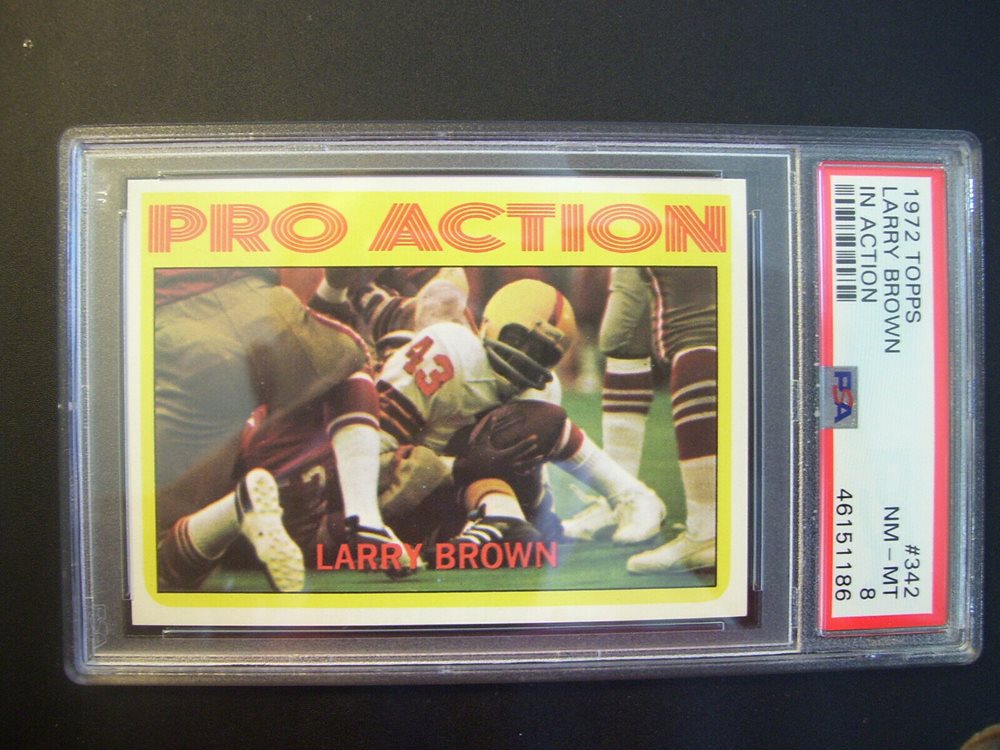 PRO ACTION
43
LARRY BROWN
1972 TOPPS
LARRY BROWN
IN ACTION
PSA
#342
NM – MT
8
46151186